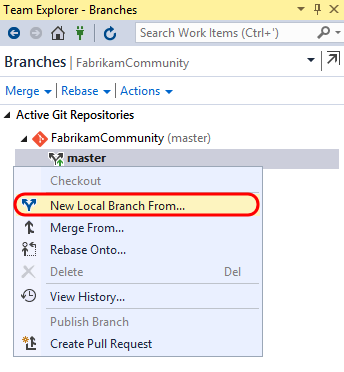 Team Explorer - Branches
Search Work Items (Ctrl+')
Branches | FabrikamCommunity
Merge Rebase Actions
Active Git Repositories
FabrikamCommunity (master)
master
Checkout
New Local Branch From...
Merge From...
Rebase Onto...
Delete Del
View History...
Unpublish Branch
Create Pull Request